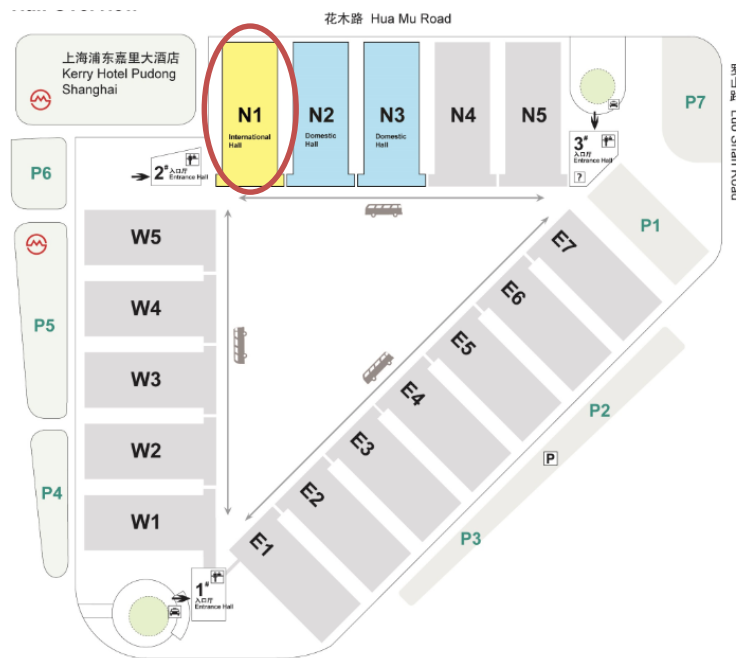 花木路 Hua Mu Road
上海浦东嘉里大酒店
Kerry Hotel Pudong
Shanghai
N1
International
Hall
N2
Domestic
Hall
N3
Domestic
Hall
N4
N5
P7
3#
入口厅
Entrance Hall
?
2#
入口厅
Entrance Hall
P6
P1
W5
W4
W3
W2
W1
P5
P4
E7
E6
E5
E4
E3
E2
E1
P2
P
P3
1#
入口厅
Entrance Hall
Luo Shan Road